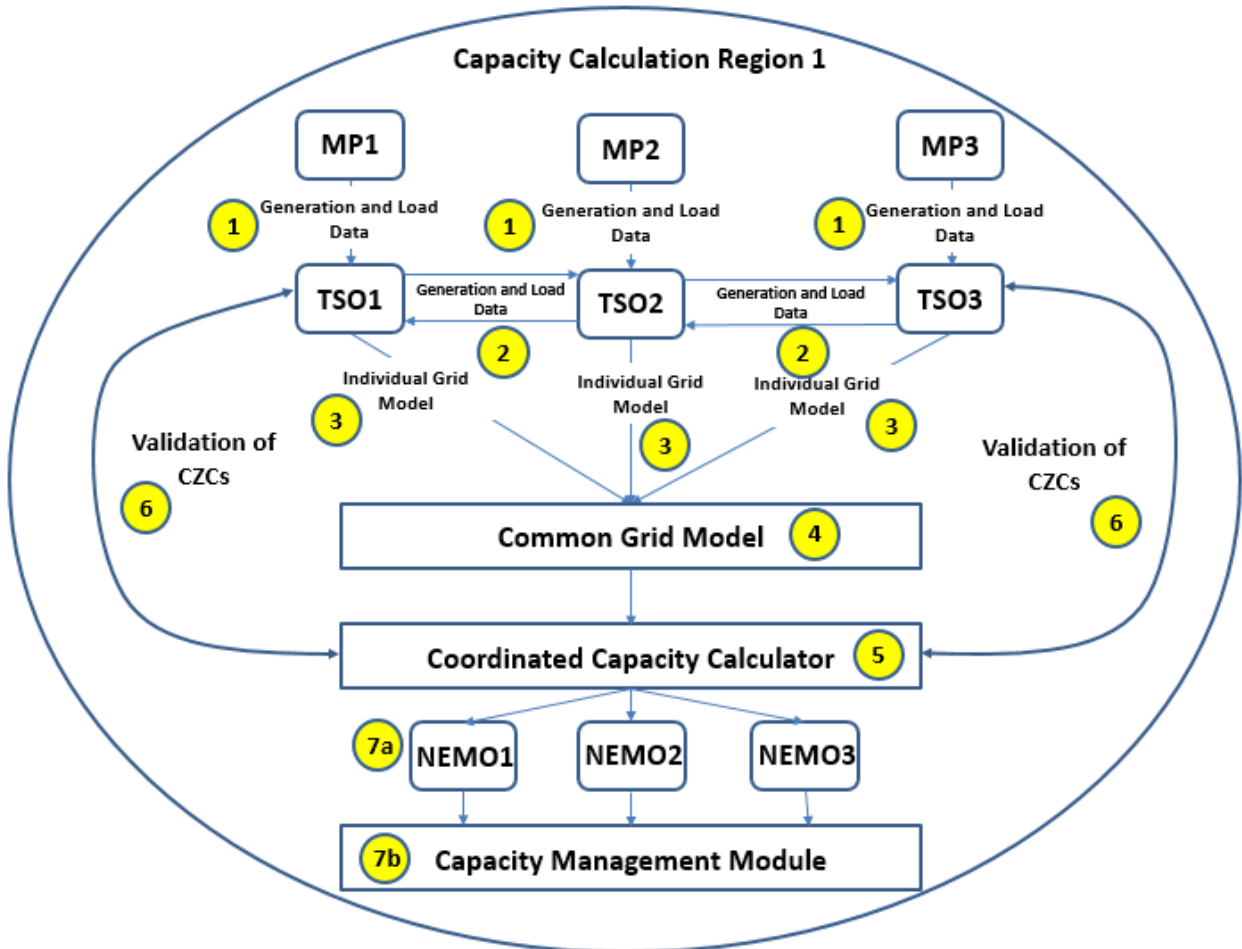 Capacity Calculation Region 1
MP1
MP2
MP3
1
Generation and Load
Data
1
Generation and Load
Data
1
Generation and Load
Data
TSO1
Generation and Load
Data
TSO2
Generation and Load
Data
TSO3
2
2
Individual Grid
Model
3
Individual Grid
Model
3
Individual Grid
Model
3
Validation of
CZCs
6
Validation of
CZCs
6
Common Grid Model
4
Coordinated Capacity Calculator
5
7a
NEMO1
NEMO2
NEMO3
7b
Capacity Management Module